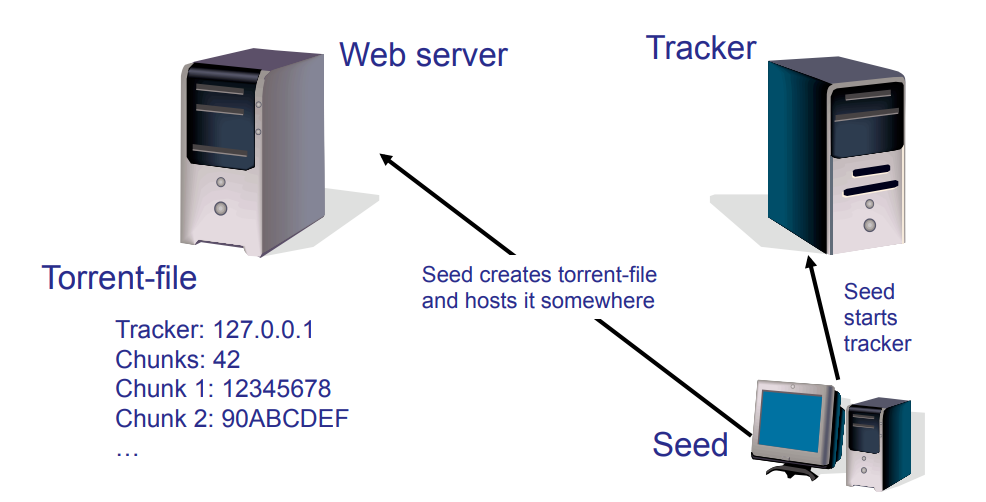 Web server
Tracker
Torrent-file
Tracker: 127.0.0.1
Chunks: 42
Chunk 1: 12345678
Chunk 2: 90ABCDEF
…
Seed creates torrent-file
and hosts it somewhere
Seed
starts
tracker
Seed